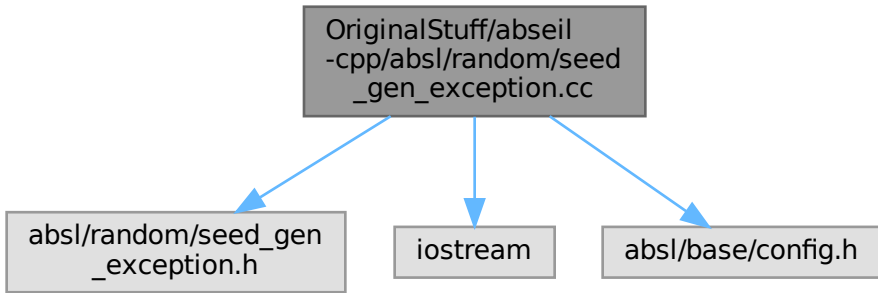 OriginalStuff/abseil
-cpp/absl/random/seed
_gen_exception.cc
absl/random/seed_gen
_exception.h
iostream
absl/base/config.h